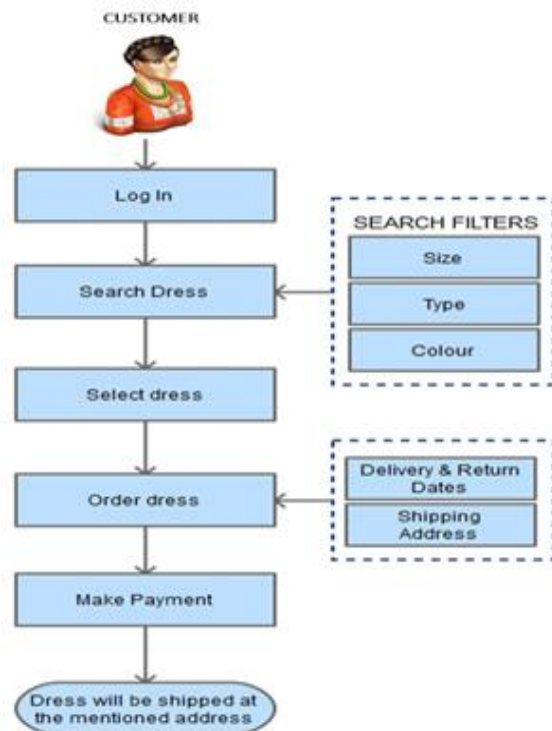 CUSTOMER
Log In
SEARCH FILTERS
Size
Search Dress
Type
Colour
Select dress
Delivery & Return
Dates
Order dress
Shipping
Address
Make Payment
Dress will be shipped at
the mentioned address